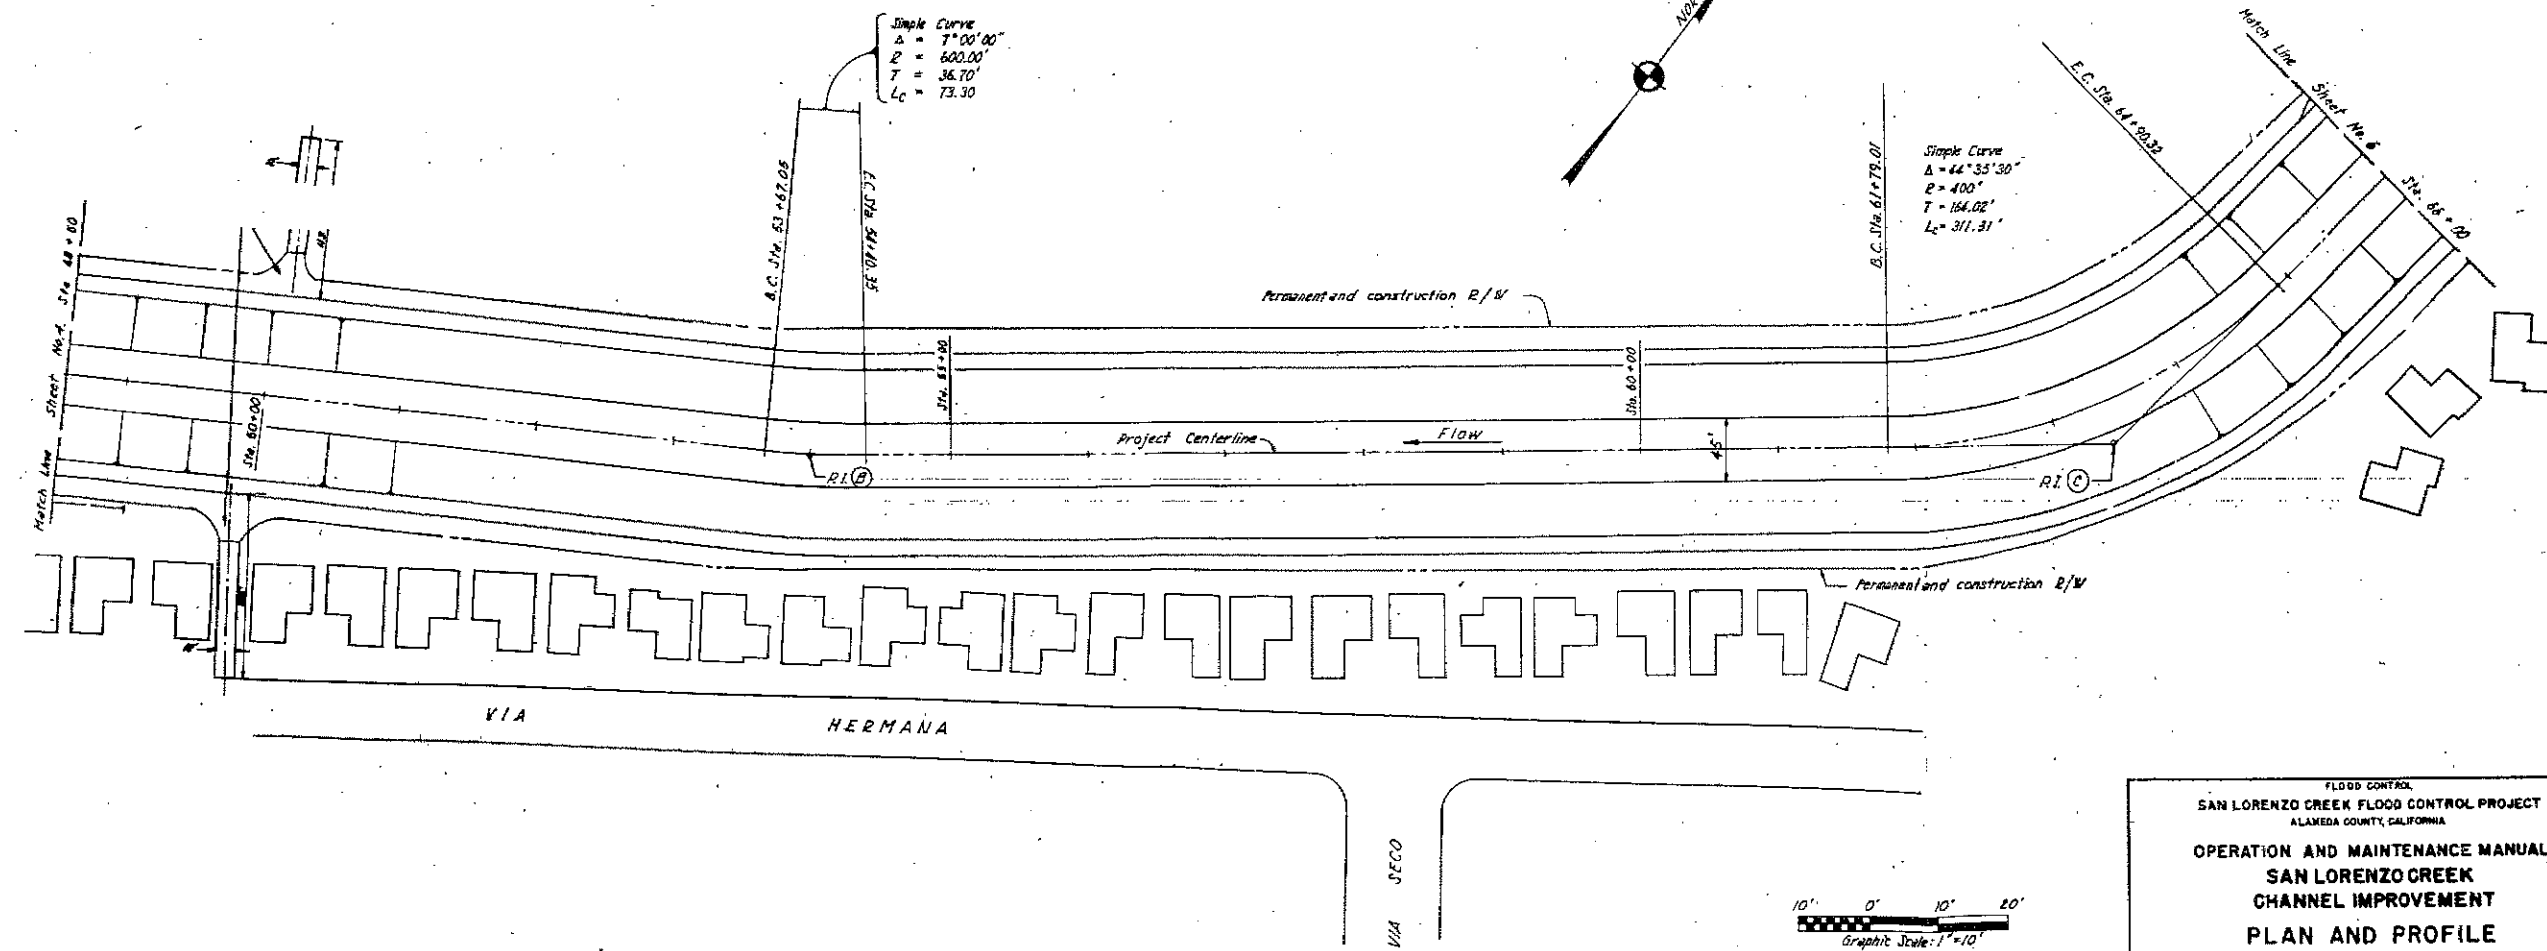 Simple Curve
Δ = 7°00'00"
R = 600.00'
T = 36.70'
Lc = 73.30
Match Line
Sheet No. 6
Sta. 66+00
E.C. Sta. 64+90.32
B.C. Sta. 61+79.01
Simple Curve
Δ = 44°35'30"
R = 400'
T = 164.02'
Lc = 311.31'
B.C. Sta. 53+67.05
E.C. Sta. 54+40.35
Match Line Sheet No. 4 Sta 48+00
Sta. 50+00
Permanent and construction R/W
Sta. 55+00
Sta. 60+00
Project Centerline
Flow
45'
P.I. B
P.I. C
Permanent and construction R/W
VIA HERMANA
VIA SECO
10' 0' 10' 20'
Graphic Scale: 1"=10'
FLOOD CONTROL
SAN LORENZO CREEK FLOOD CONTROL PROJECT
ALAMEDA COUNTY, CALIFORNIA
OPERATION AND MAINTENANCE MANUAL
SAN LORENZO CREEK
CHANNEL IMPROVEMENT
PLAN AND PROFILE